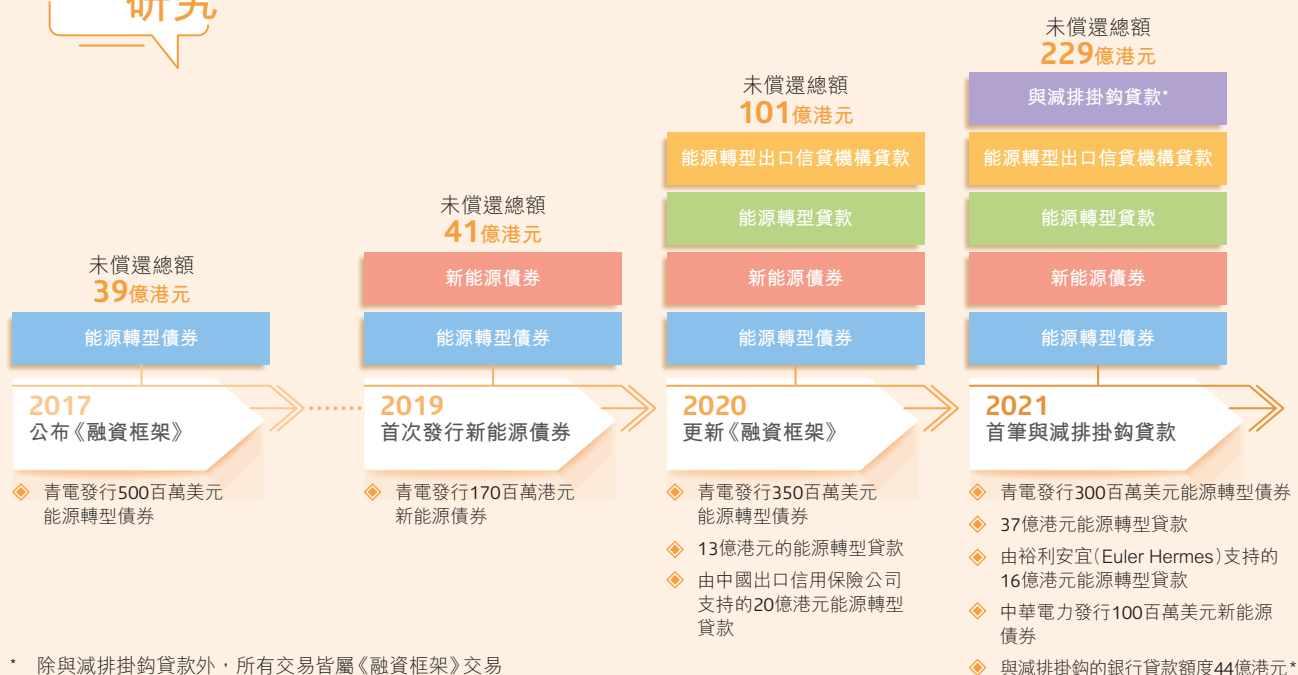 研究
未償還總額
39億港元
能源轉型債券
2017
公布《融資框架》
青電發行500百萬美元
能源轉型債券
未償還總額
41億港元
新能源債券
能源轉型債券
2019
首次發行新能源債券
青電發行170百萬港元
新能源債券
未償還總額
101億港元
能源轉型出口信貸機構貸款
能源轉型貸款
新能源債券
能源轉型債券
2020
更新《融資框架》
青電發行350百萬美元
能源轉型債券
13億港元的能源轉型貸款
由中國出口信用保險公司
支持的20億港元能源轉型
貸款
未償還總額
229億港元
與減排掛鈎貸款*
能源轉型出口信貸機構貸款
能源轉型貸款
新能源債券
能源轉型債券
2021
首筆與減排掛鈎貸款
青電發行300百萬美元能源轉型債券
37億港元能源轉型貸款
由裕利安宜(Euler Hermes)支持的
16億港元能源轉型貸款
中華電力發行100百萬美元新能源
債券
與減排掛鈎的銀行貸款額度44億港元*
* 除與減排掛鈎貸款外，所有交易皆屬《融資框架》交易